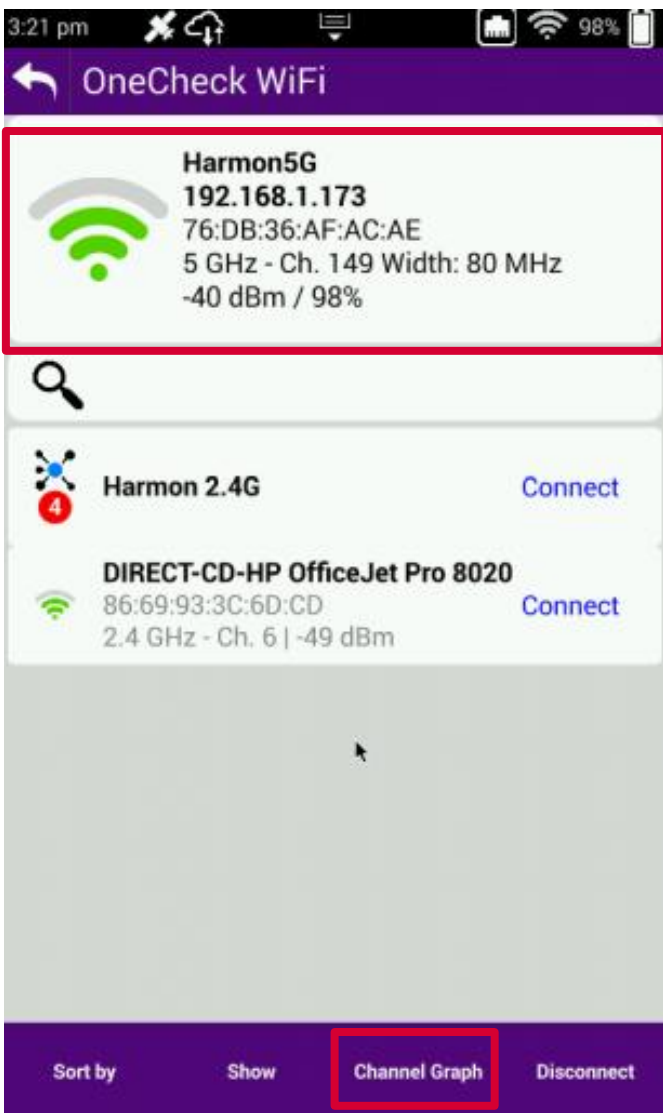 3:21 pm 98%
OneCheck WiFi
Harmon5G
192.168.1.173
76:DB:36:AF:AC:AE
5 GHz - Ch. 149 Width: 80 MHz
-40 dBm / 98%
4
Harmon 2.4G Connect
DIRECT-CD-HP OfficeJet Pro 8020
86:69:93:3C:6D:CD Connect
2.4 GHz - Ch. 6 | -49 dBm
Sort by Show Channel Graph Disconnect